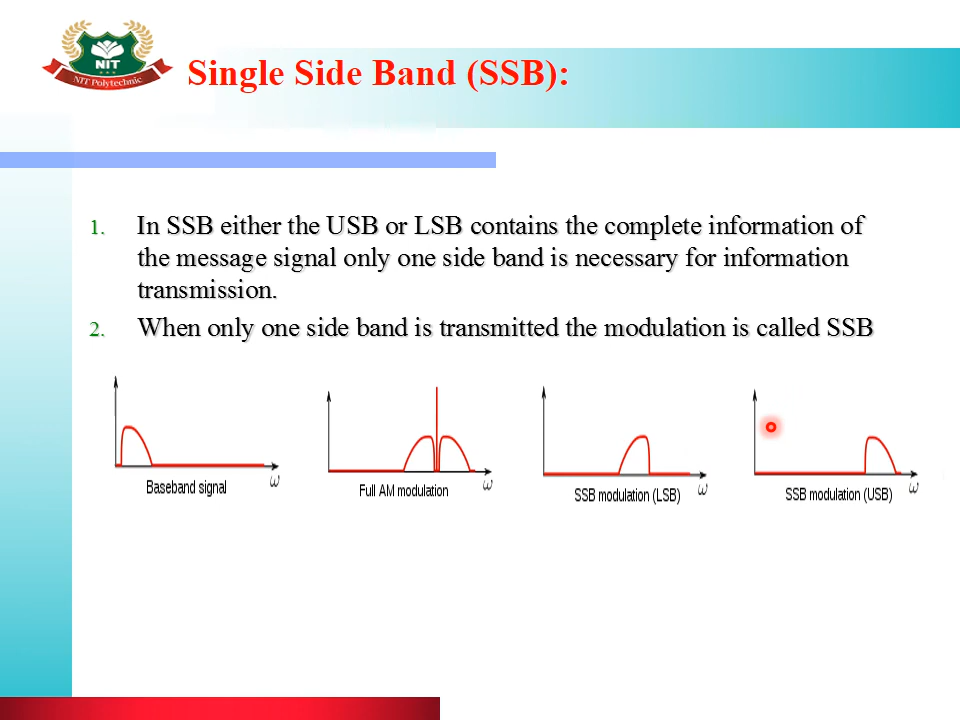 NIT
NIT Polytechnic
Single Side Band (SSB):
1. In SSB either the USB or LSB contains the complete information of
the message signal only one side band is necessary for information
transmission.
2. When only one side band is transmitted the modulation is called SSB
Baseband signal ω
Full AM modulation ω
SSB modulation (LSB) ω
SSB modulation (USB) ω